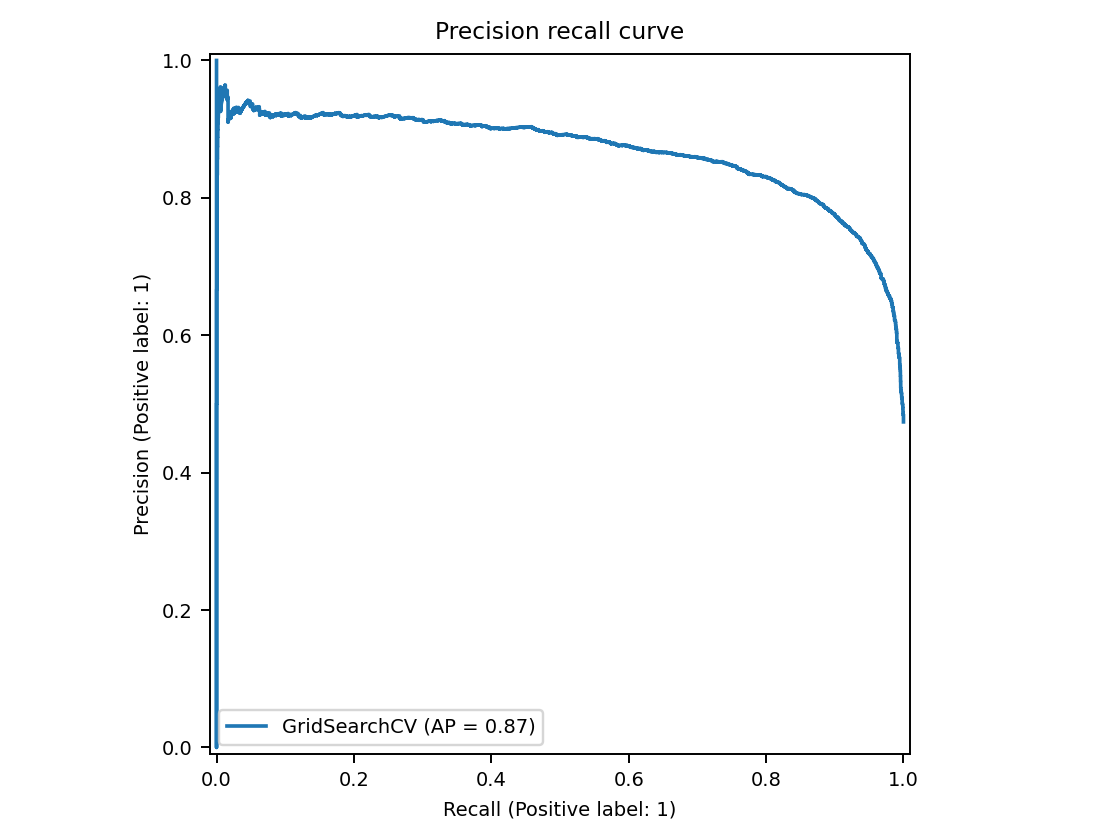 Precision recall curve
1.0
0.8
0.6
0.4
0.2
0.0
Precision (Positive label: 1)
GridSearchCV (AP = 0.87)
0.0 0.2 0.4 0.6 0.8 1.0
Recall (Positive label: 1)